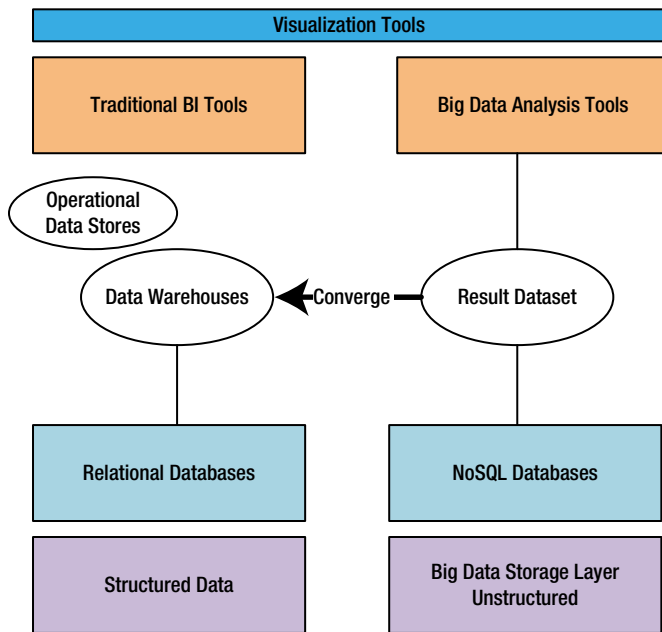 Visualization Tools
Traditional BI Tools
Big Data Analysis Tools
Operational
Data Stores
Data Warehouses
Converge
Result Dataset
Relational Databases
NoSQL Databases
Structured Data
Big Data Storage Layer
Unstructured